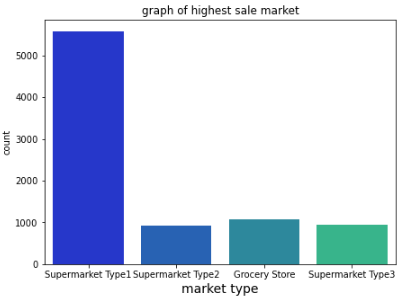 graph of highest sale market
5000
4000
3000
2000
1000
0
count
Supermarket Type1 Supermarket Type2 Grocery Store Supermarket Type3
market type